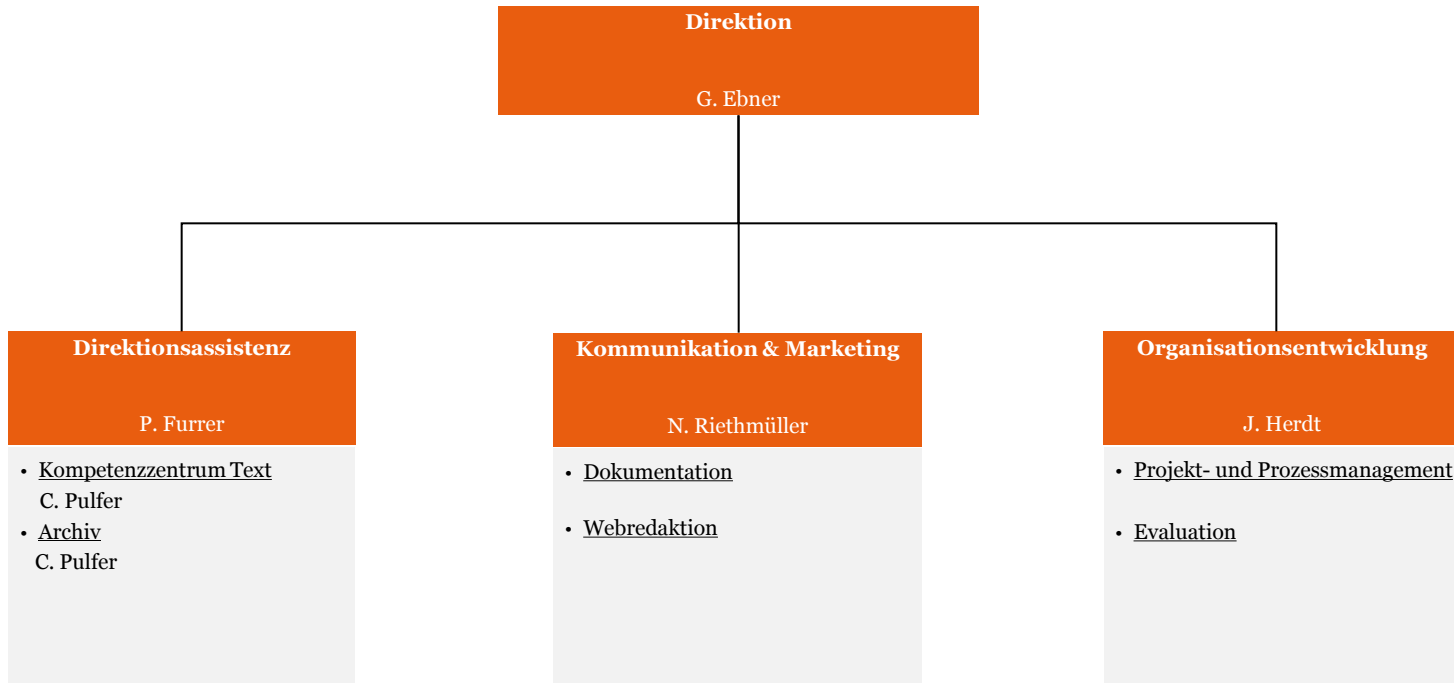 Direktion
G. Ebner
Direktionsassistenz
P. Furrer
• Kompetenzzentrum Text
C. Pulfer
• Archiv
C. Pulfer
Kommunikation & Marketing
N. Riethmüller
• Dokumentation
• Webredaktion
Organisationsentwicklung
J. Herdt
• Projekt- und Prozessmanagement
• Evaluation